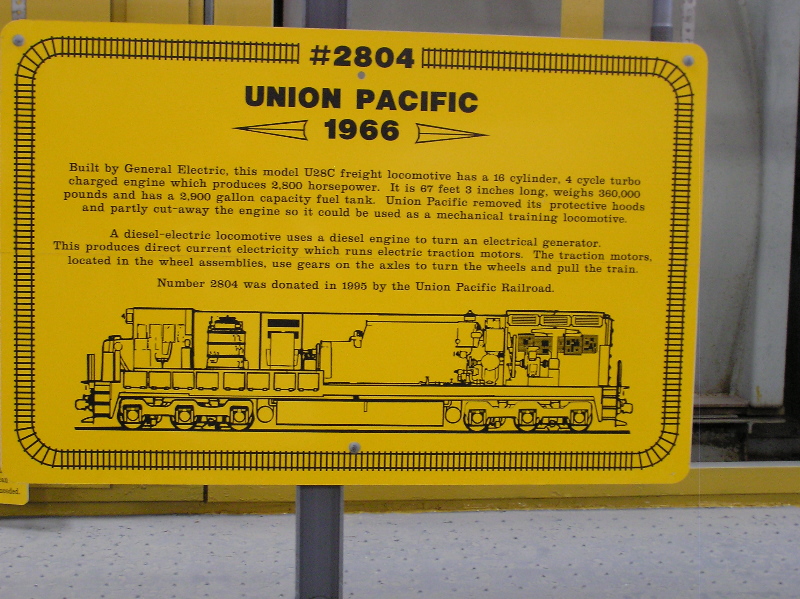 #2804
UNION PACIFIC
1966
Built by General Electric, this model U28C freight locomotive has a 16 cylinder, 4 cycle turbo
charged engine which produces 2,800 horsepower. It is 67 feet 3 inches long, weighs 360,000
pounds and has a 2,900 gallon capacity fuel tank. Union Pacific removed its protective hoods
and partly cut-away the engine so it could be used as a mechanical training locomotive.
A diesel-electric locomotive uses a diesel engine to turn an electrical generator.
This produces direct current electricity which runs electric traction motors. The traction motors,
located in the wheel assemblies, use gears on the axles to turn the wheels and pull the train.
Number 2804 was donated in 1995 by the Union Pacific Railroad.